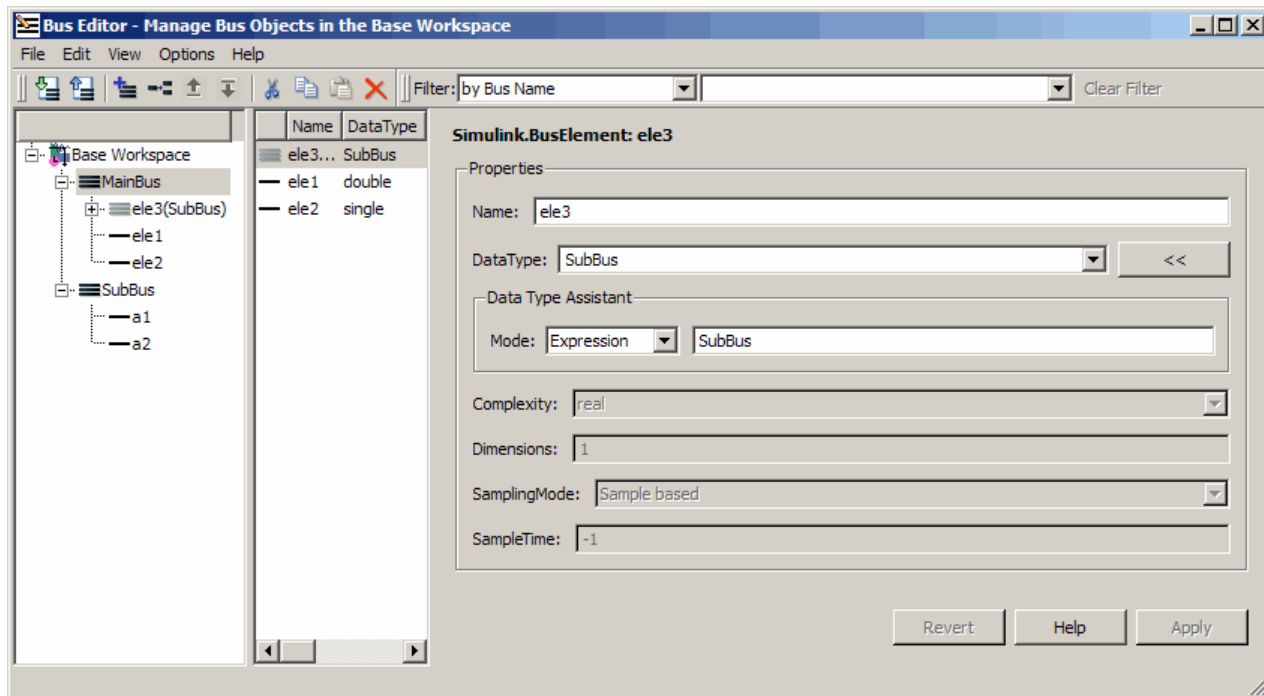 Bus Editor - Manage Bus Objects in the Base Workspace
File Edit View Options Help
Filter: by Bus Name Clear Filter
Base Workspace
MainBus
ele3(SubBus)
ele1
ele2
SubBus
a1
a2
Name DataType
ele3... SubBus
ele1 double
ele2 single
Simulink.BusElement: ele3
Properties
Name: ele3
DataType: SubBus <<
Data Type Assistant
Mode: Expression SubBus
Complexity: real
Dimensions: 1
SamplingMode: Sample based
SampleTime: -1
Revert Help Apply